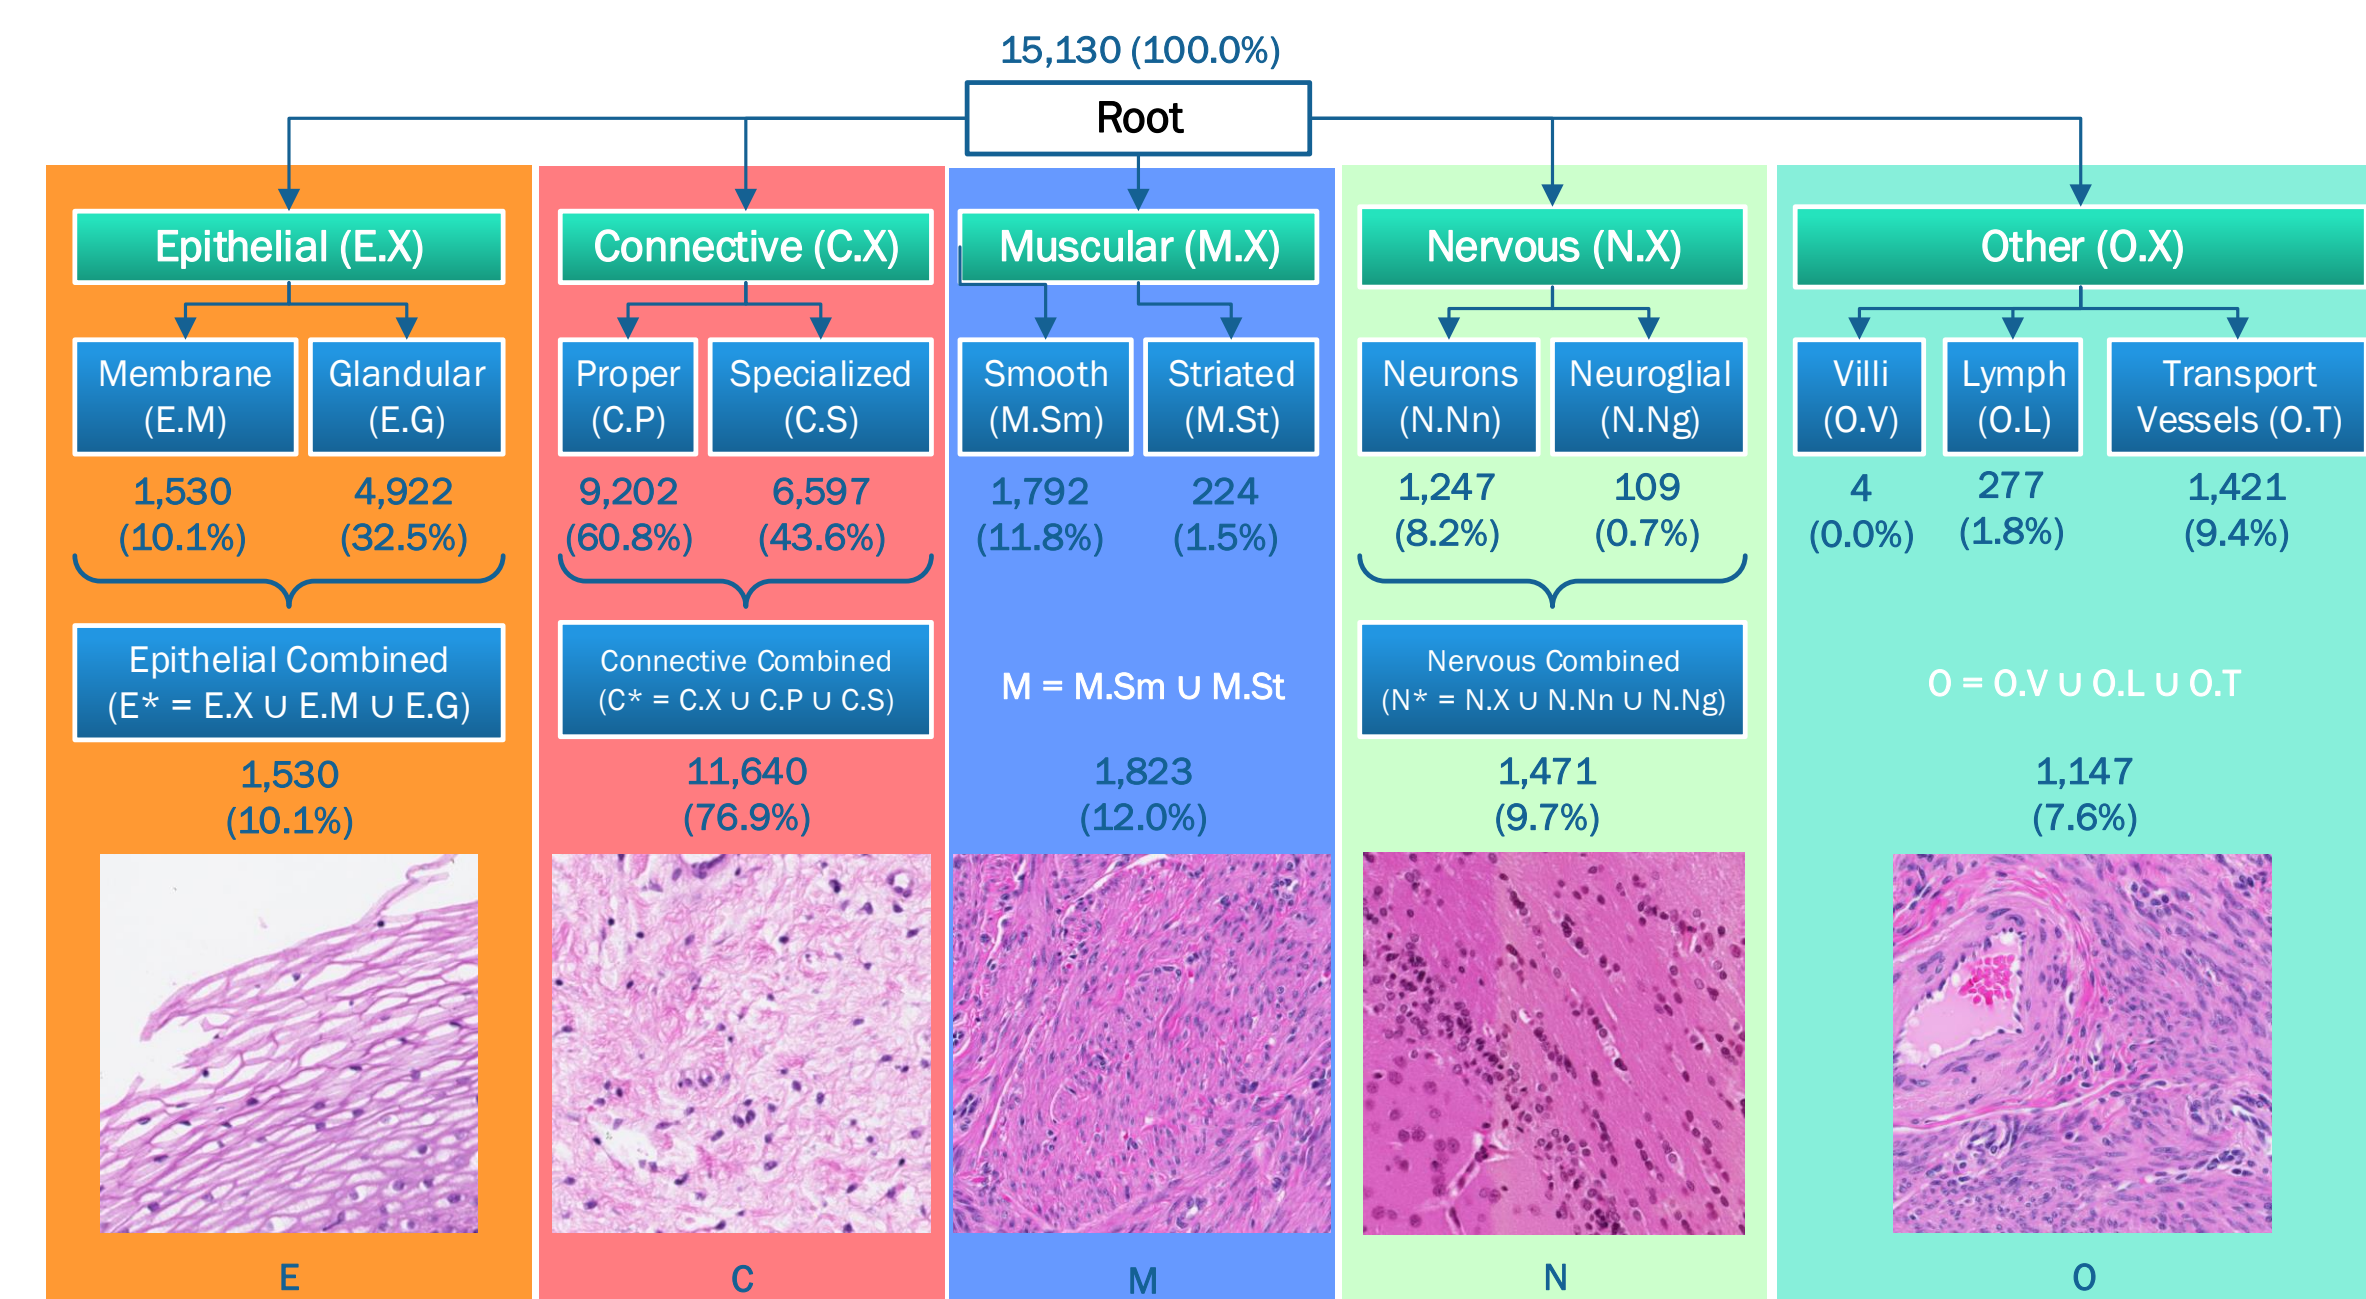 15,130 (100.0%)
Root
Epithelial (E.X)
Connective (C.X)
Muscular (M.X)
Nervous (N.X)
Other (O.X)
Membrane
(E.M)
Glandular
(E.G)
Proper
(C.P)
Specialized
(C.S)
Smooth
(M.Sm)
Striated
(M.St)
Neurons
(N.Nn)
Neuroglial
(N.Ng)
Villi
(O.V)
Lymph
(O.L)
Transport
Vessels (O.T)
1,530
(10.1%)
4,922
(32.5%)
9,202
(60.8%)
6,597
(43.6%)
1,792
(11.8%)
224
(1.5%)
1,247
(8.2%)
109
(0.7%)
4
(0.0%)
277
(1.8%)
1,421
(9.4%)
Epithelial Combined
(E* = E.X ∪ E.M ∪ E.G)
Connective Combined
(C* = C.X ∪ C.P ∪ C.S)
M = M.Sm ∪ M.St
Nervous Combined
(N* = N.X ∪ N.Nn ∪ N.Ng)
O = O.V ∪ O.L ∪ O.T
1,530
(10.1%)
11,640
(76.9%)
1,823
(12.0%)
1,471
(9.7%)
1,147
(7.6%)
E
C
M
N
O